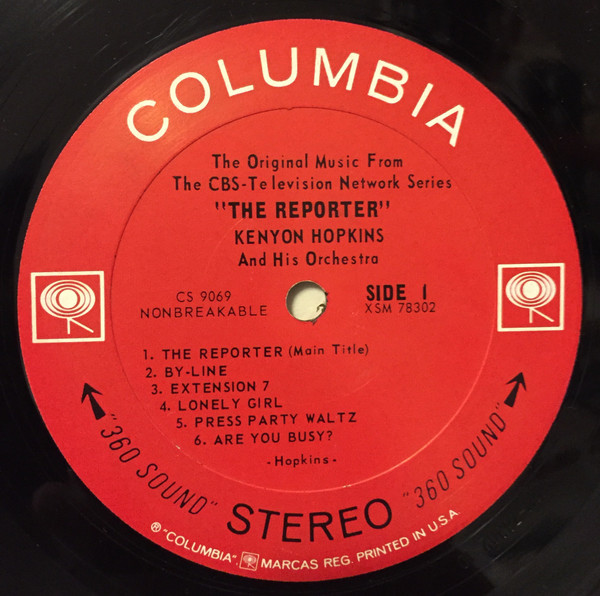 COLUMBIA
The Original Music From
The CBS-Television Network Series
"THE REPORTER"
KENYON HOPKINS
And His Orchestra
CS 9069
NONBREAKABLE
SIDE 1
XSM 78302
1. THE REPORTER (Main Title)
2. BY-LINE
3. EXTENSION 7
4. LONELY GIRL
5. PRESS PARTY WALTZ
6. ARE YOU BUSY?
-Hopkins-
"360 SOUND" STEREO "360 SOUND"
® "COLUMBIA", MARCAS REG. PRINTED IN U.S.A.